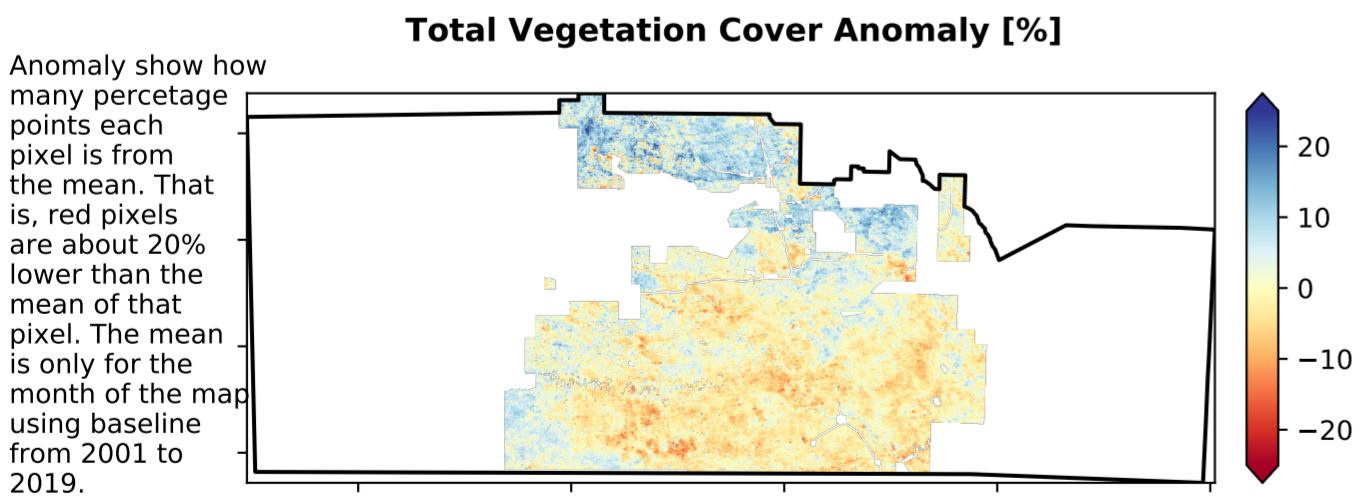 Total Vegetation Cover Anomaly [%]
Anomaly show how
many percetage
points each
pixel is from
the mean. That
is, red pixels
are about 20%
lower than the
mean of that
pixel. The mean
is only for the
month of the map
using baseline
from 2001 to
2019.
20
10
0
−10
−20